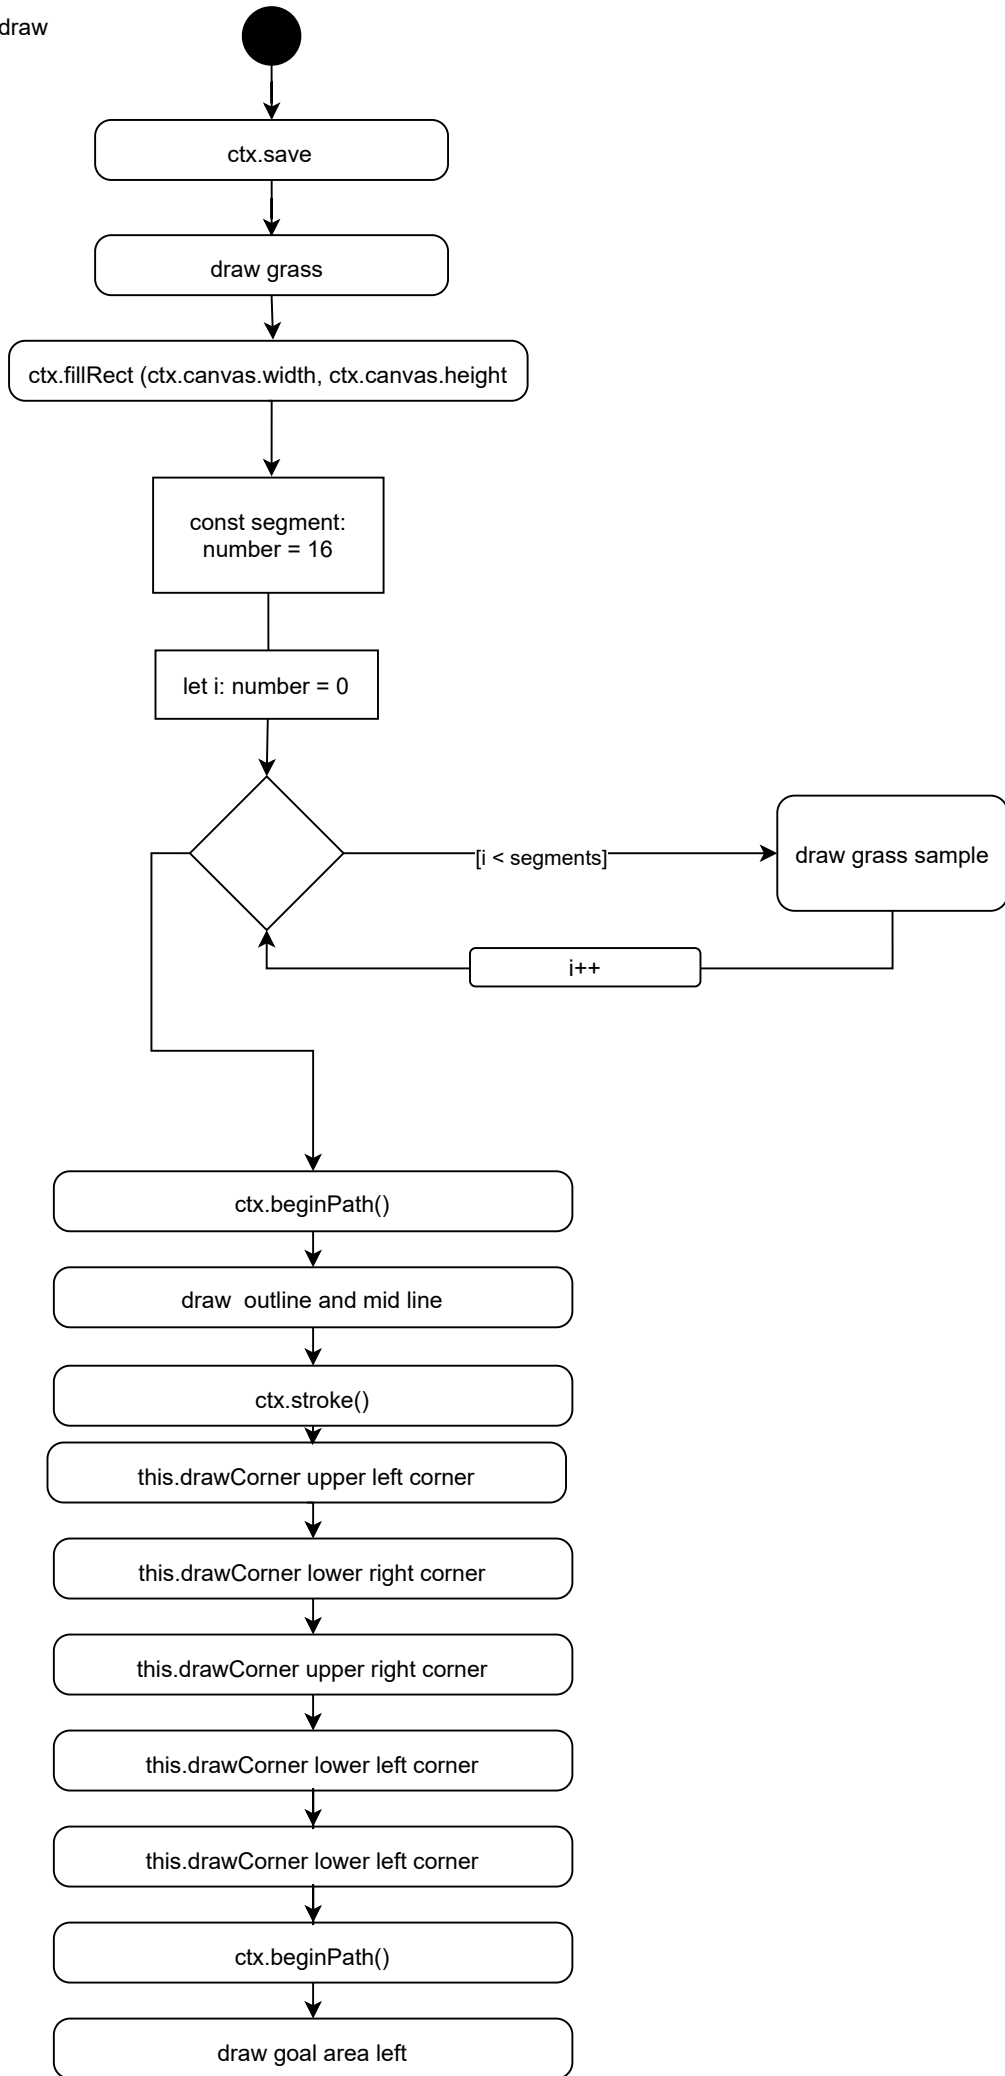 draw
ctx.save
draw grass
ctx.fillRect (ctx.canvas.width, ctx.canvas.height
const segment:
number = 16
let i: number = 0
[i < segments]
draw grass sample
i++
ctx.beginPath()
draw  outline and mid line
ctx.stroke()
this.drawCorner upper left corner
this.drawCorner lower right corner
this.drawCorner upper right corner
this.drawCorner lower left corner
this.drawCorner lower left corner
ctx.beginPath()
draw goal area left